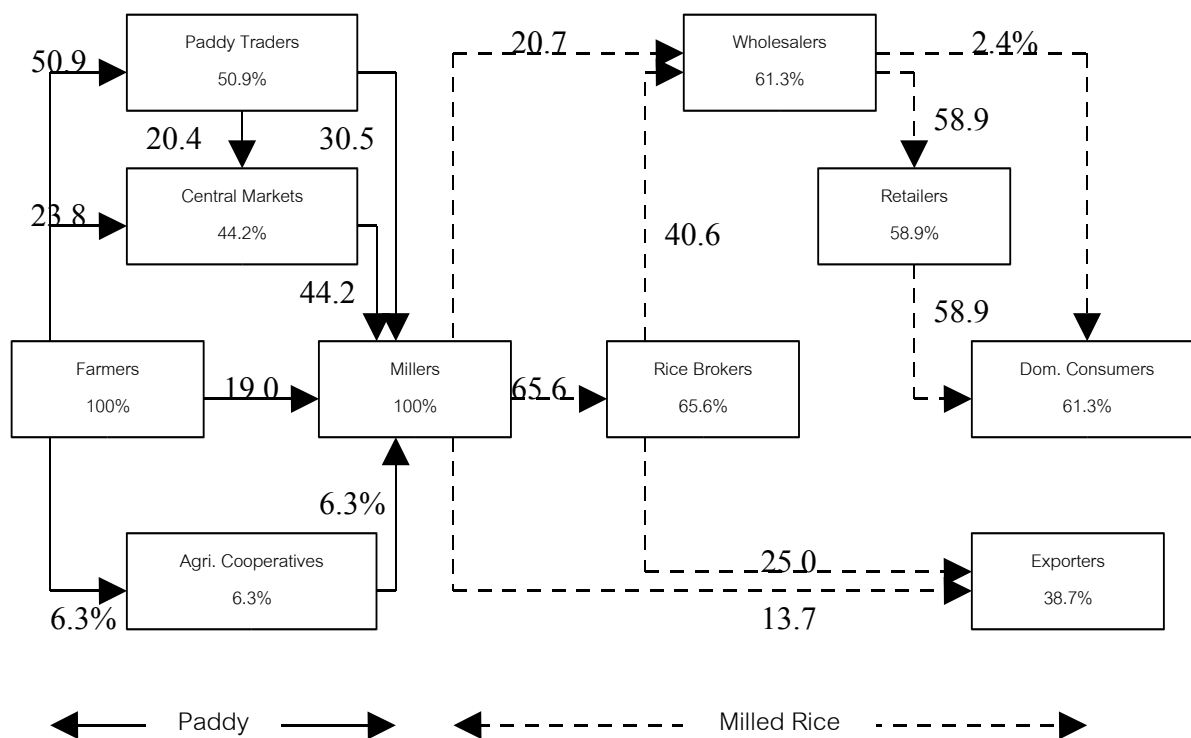 Paddy Traders
50.9%
50.9
20.4
30.5
Central Markets
44.2%
23.8
44.2
Farmers
100%
19.0
Millers
100%
6.3%
Agri. Cooperatives
6.3%
6.3%
20.7
Wholesalers
61.3%
2.4%
58.9
Retailers
58.9%
40.6
58.9
65.6
Rice Brokers
65.6%
Dom. Consumers
61.3%
25.0
13.7
Exporters
38.7%
Paddy
Milled Rice